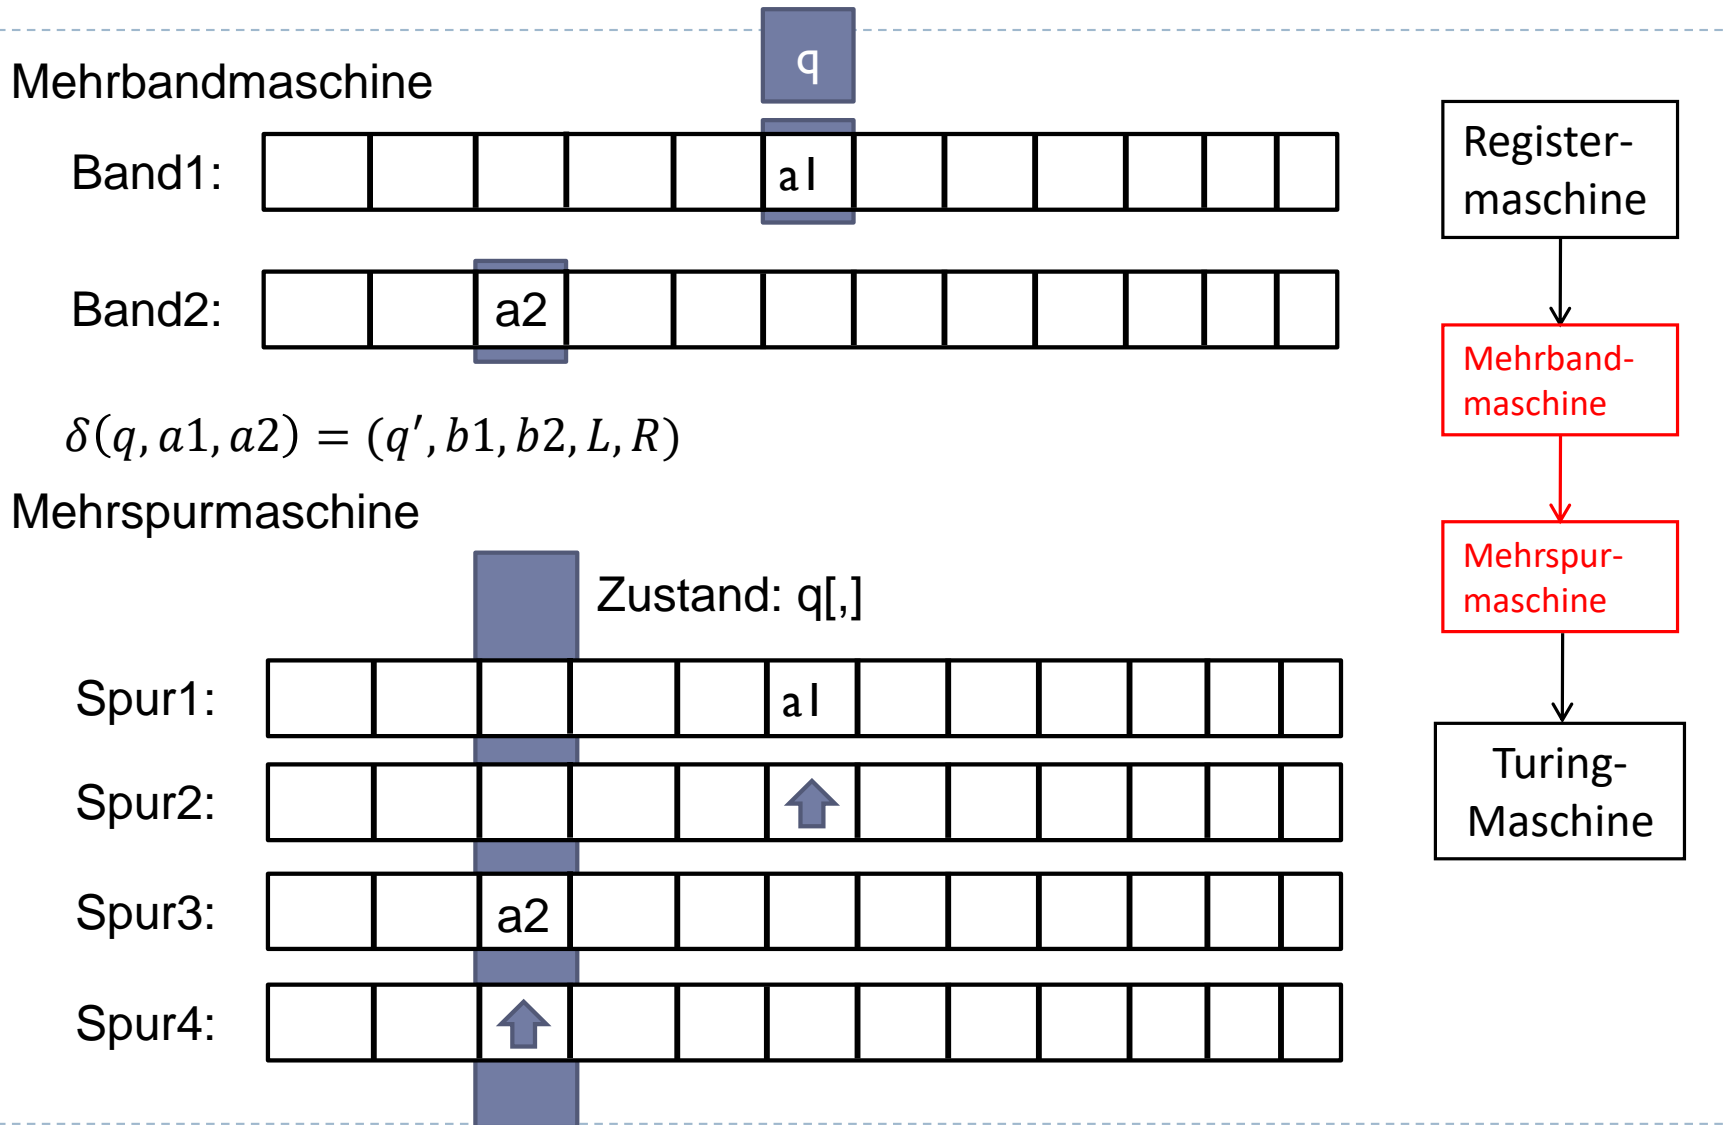 q
Mehrbandmaschine
Band1:
a1
Band2:
a2
δ(q, a1, a2) = (q′, b1, b2, L, R)
Mehrspurmaschine
Zustand: q[,]
Spur1:
a1
Spur2:
Spur3:
a2
Spur4:
Register-
maschine
Mehrband-
maschine
Mehrspur-
maschine
Turing-
Maschine